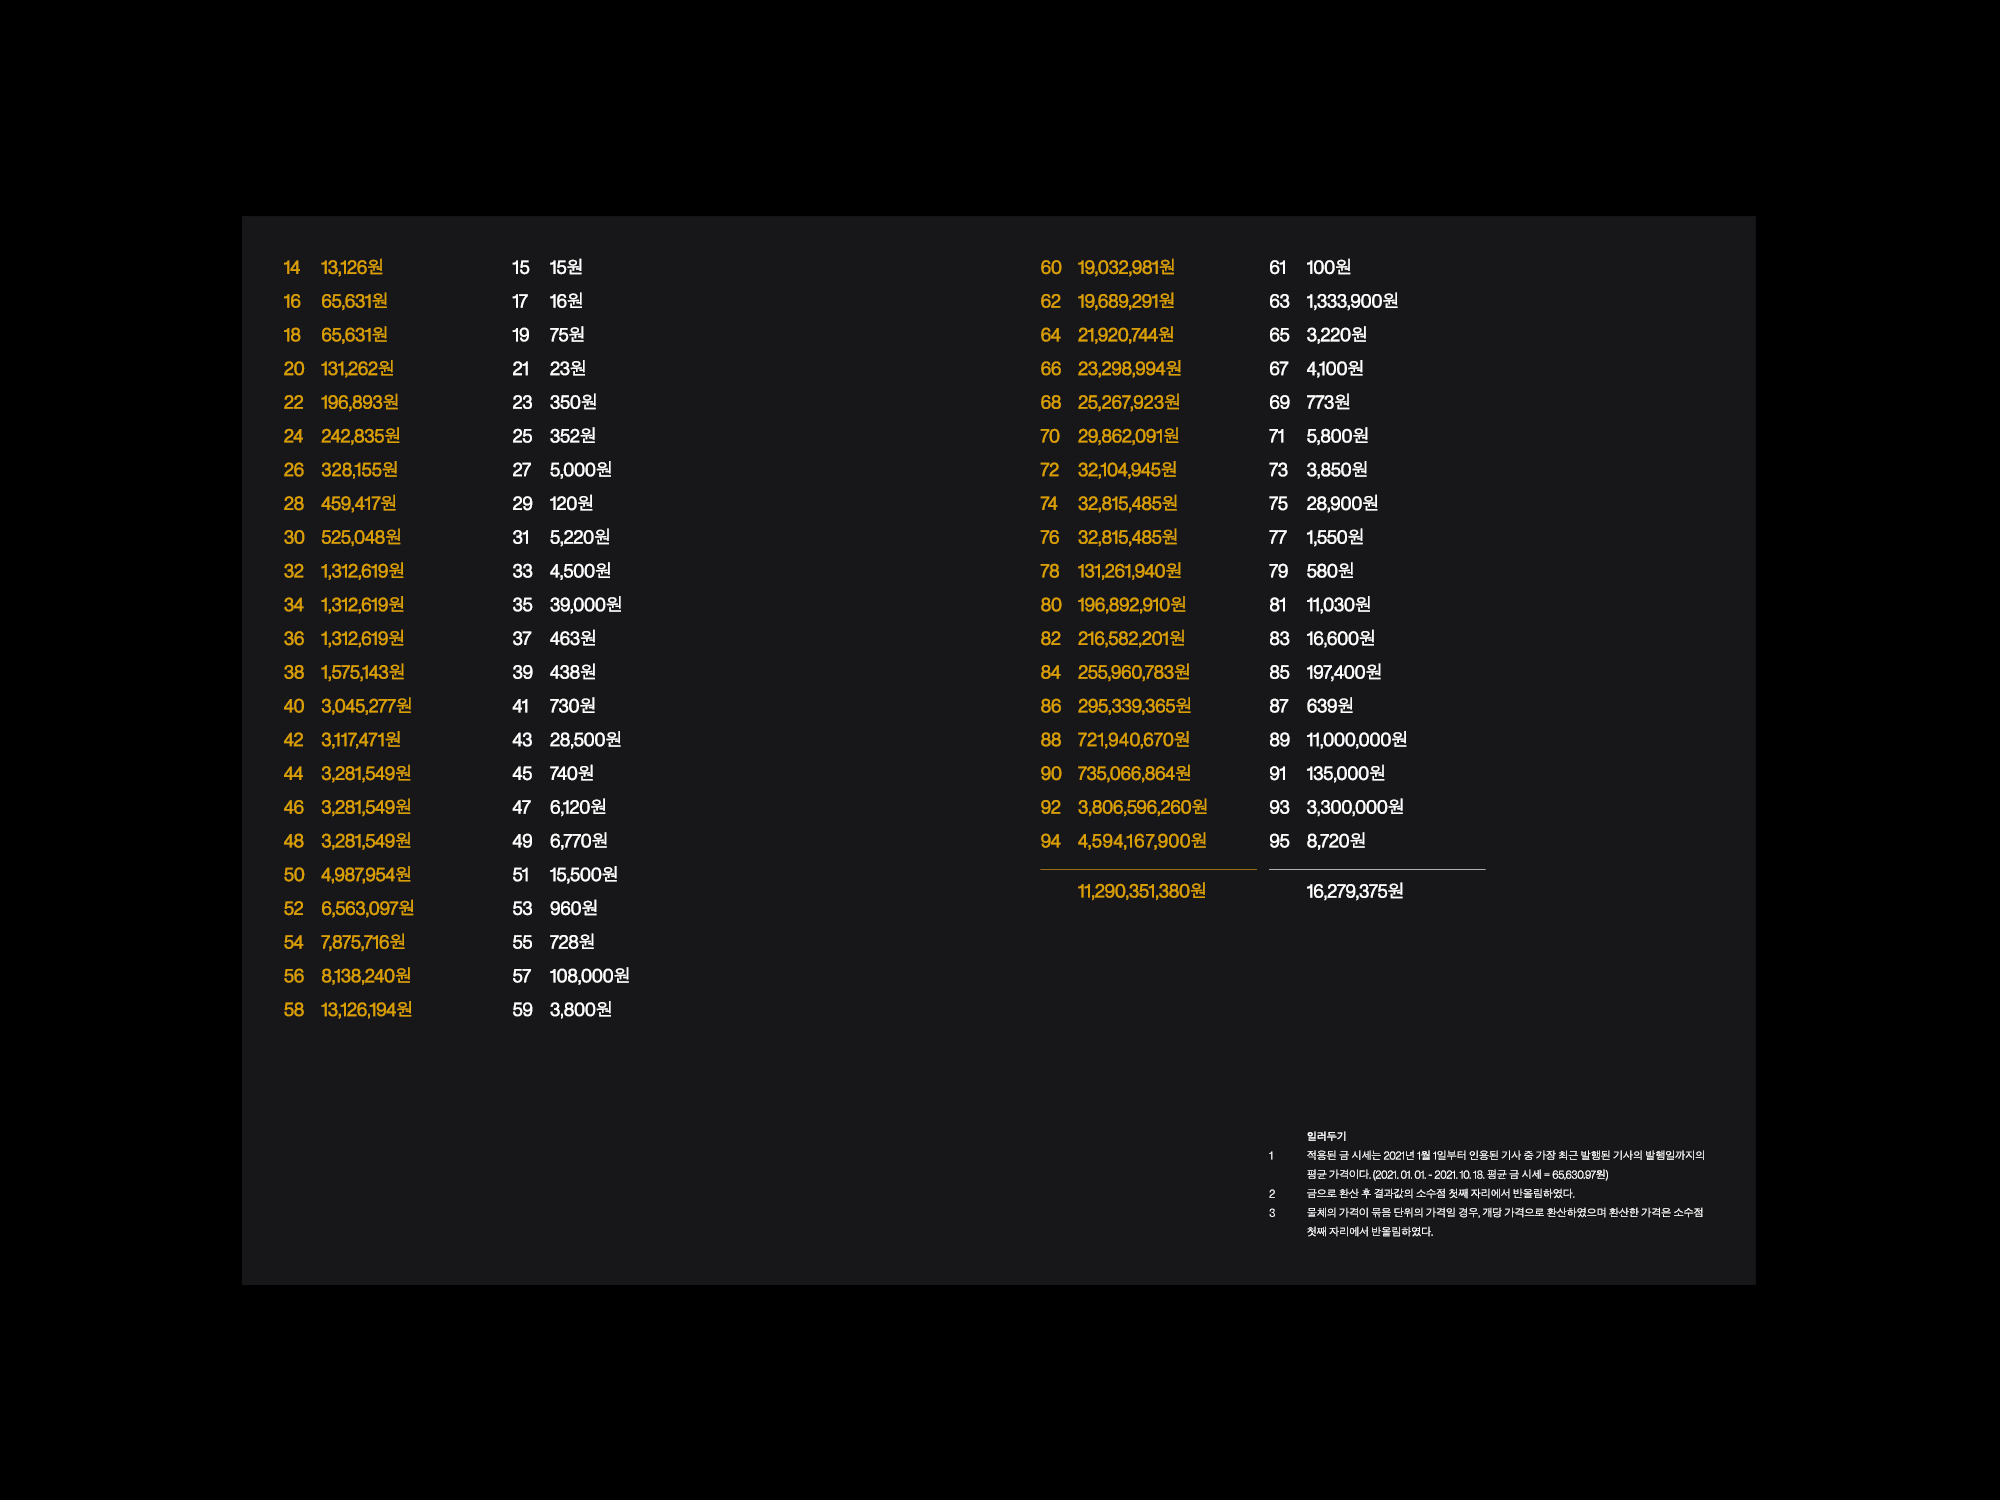 14 13,126원
16 65,631원
18 65,631원
20 131,262원
22 196,893원
24 242,835원
26 328,155원
28 459,417원
30 525,048원
32 1,312,619원
34 1,312,619원
36 1,312,619원
38 1,575,143원
40 3,045,277원
42 3,117,471원
44 3,281,549원
46 3,281,549원
48 3,281,549원
50 4,987,954원
52 6,563,097원
54 7,875,716원
56 8,138,240원
58 13,126,194원
15 15원
17 16원
19 75원
21 23원
23 350원
25 352원
27 5,000원
29 120원
31 5,220원
33 4,500원
35 39,000원
37 463원
39 438원
41 730원
43 28,500원
45 740원
47 6,120원
49 6,770원
51 15,500원
53 960원
55 728원
57 108,000원
59 3,800원
60 19,032,981원
62 19,689,291원
64 21,920,744원
66 23,298,994원
68 25,267,923원
70 29,862,091원
72 32,104,945원
74 32,815,485원
76 32,815,485원
78 131,261,940원
80 196,892,910원
82 216,582,201원
84 255,960,783원
86 295,339,365원
88 721,940,670원
90 735,066,864원
92 3,806,596,260원
94 4,594,167,900원
11,290,351,380원
61 100원
63 1,333,900원
65 3,220원
67 4,100원
69 773원
71 5,800원
73 3,850원
75 28,900원
77 1,550원
79 580원
81 11,030원
83 16,600원
85 197,400원
87 639원
89 11,000,000원
91 135,000원
93 3,300,000원
95 8,720원
16,279,375원
일러두기
1 적용된 금 시세는 2021년 1월 1일부터 인용된 기사 중 가장 최근 발행된 기사의 발행일까지의
평균 가격이다. (2021. 01. 01. - 2021. 10. 18. 평균 금 시세 = 65,630.97원)
2 금으로 환산 후 결과값의 소수점 첫째 자리에서 반올림하였다.
3 물체의 가격이 묶음 단위의 가격일 경우, 개당 가격으로 환산하였으며 환산한 가격은 소수점
첫째 자리에서 반올림하였다.